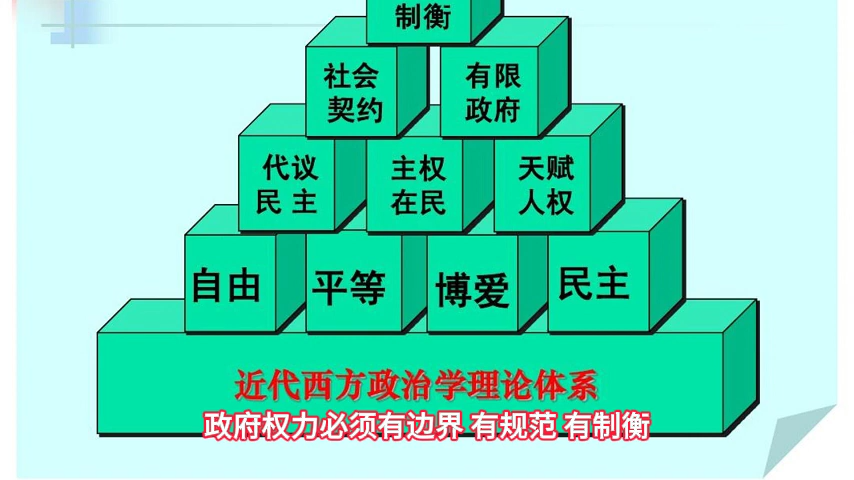 制衡
社会
契约
有限
政府
代议
民 主
主权
在民
天赋
人权
自由
平等
博爱
民主
近代西方政治学理论体系
政府权力必须有边界 有规范 有制衡